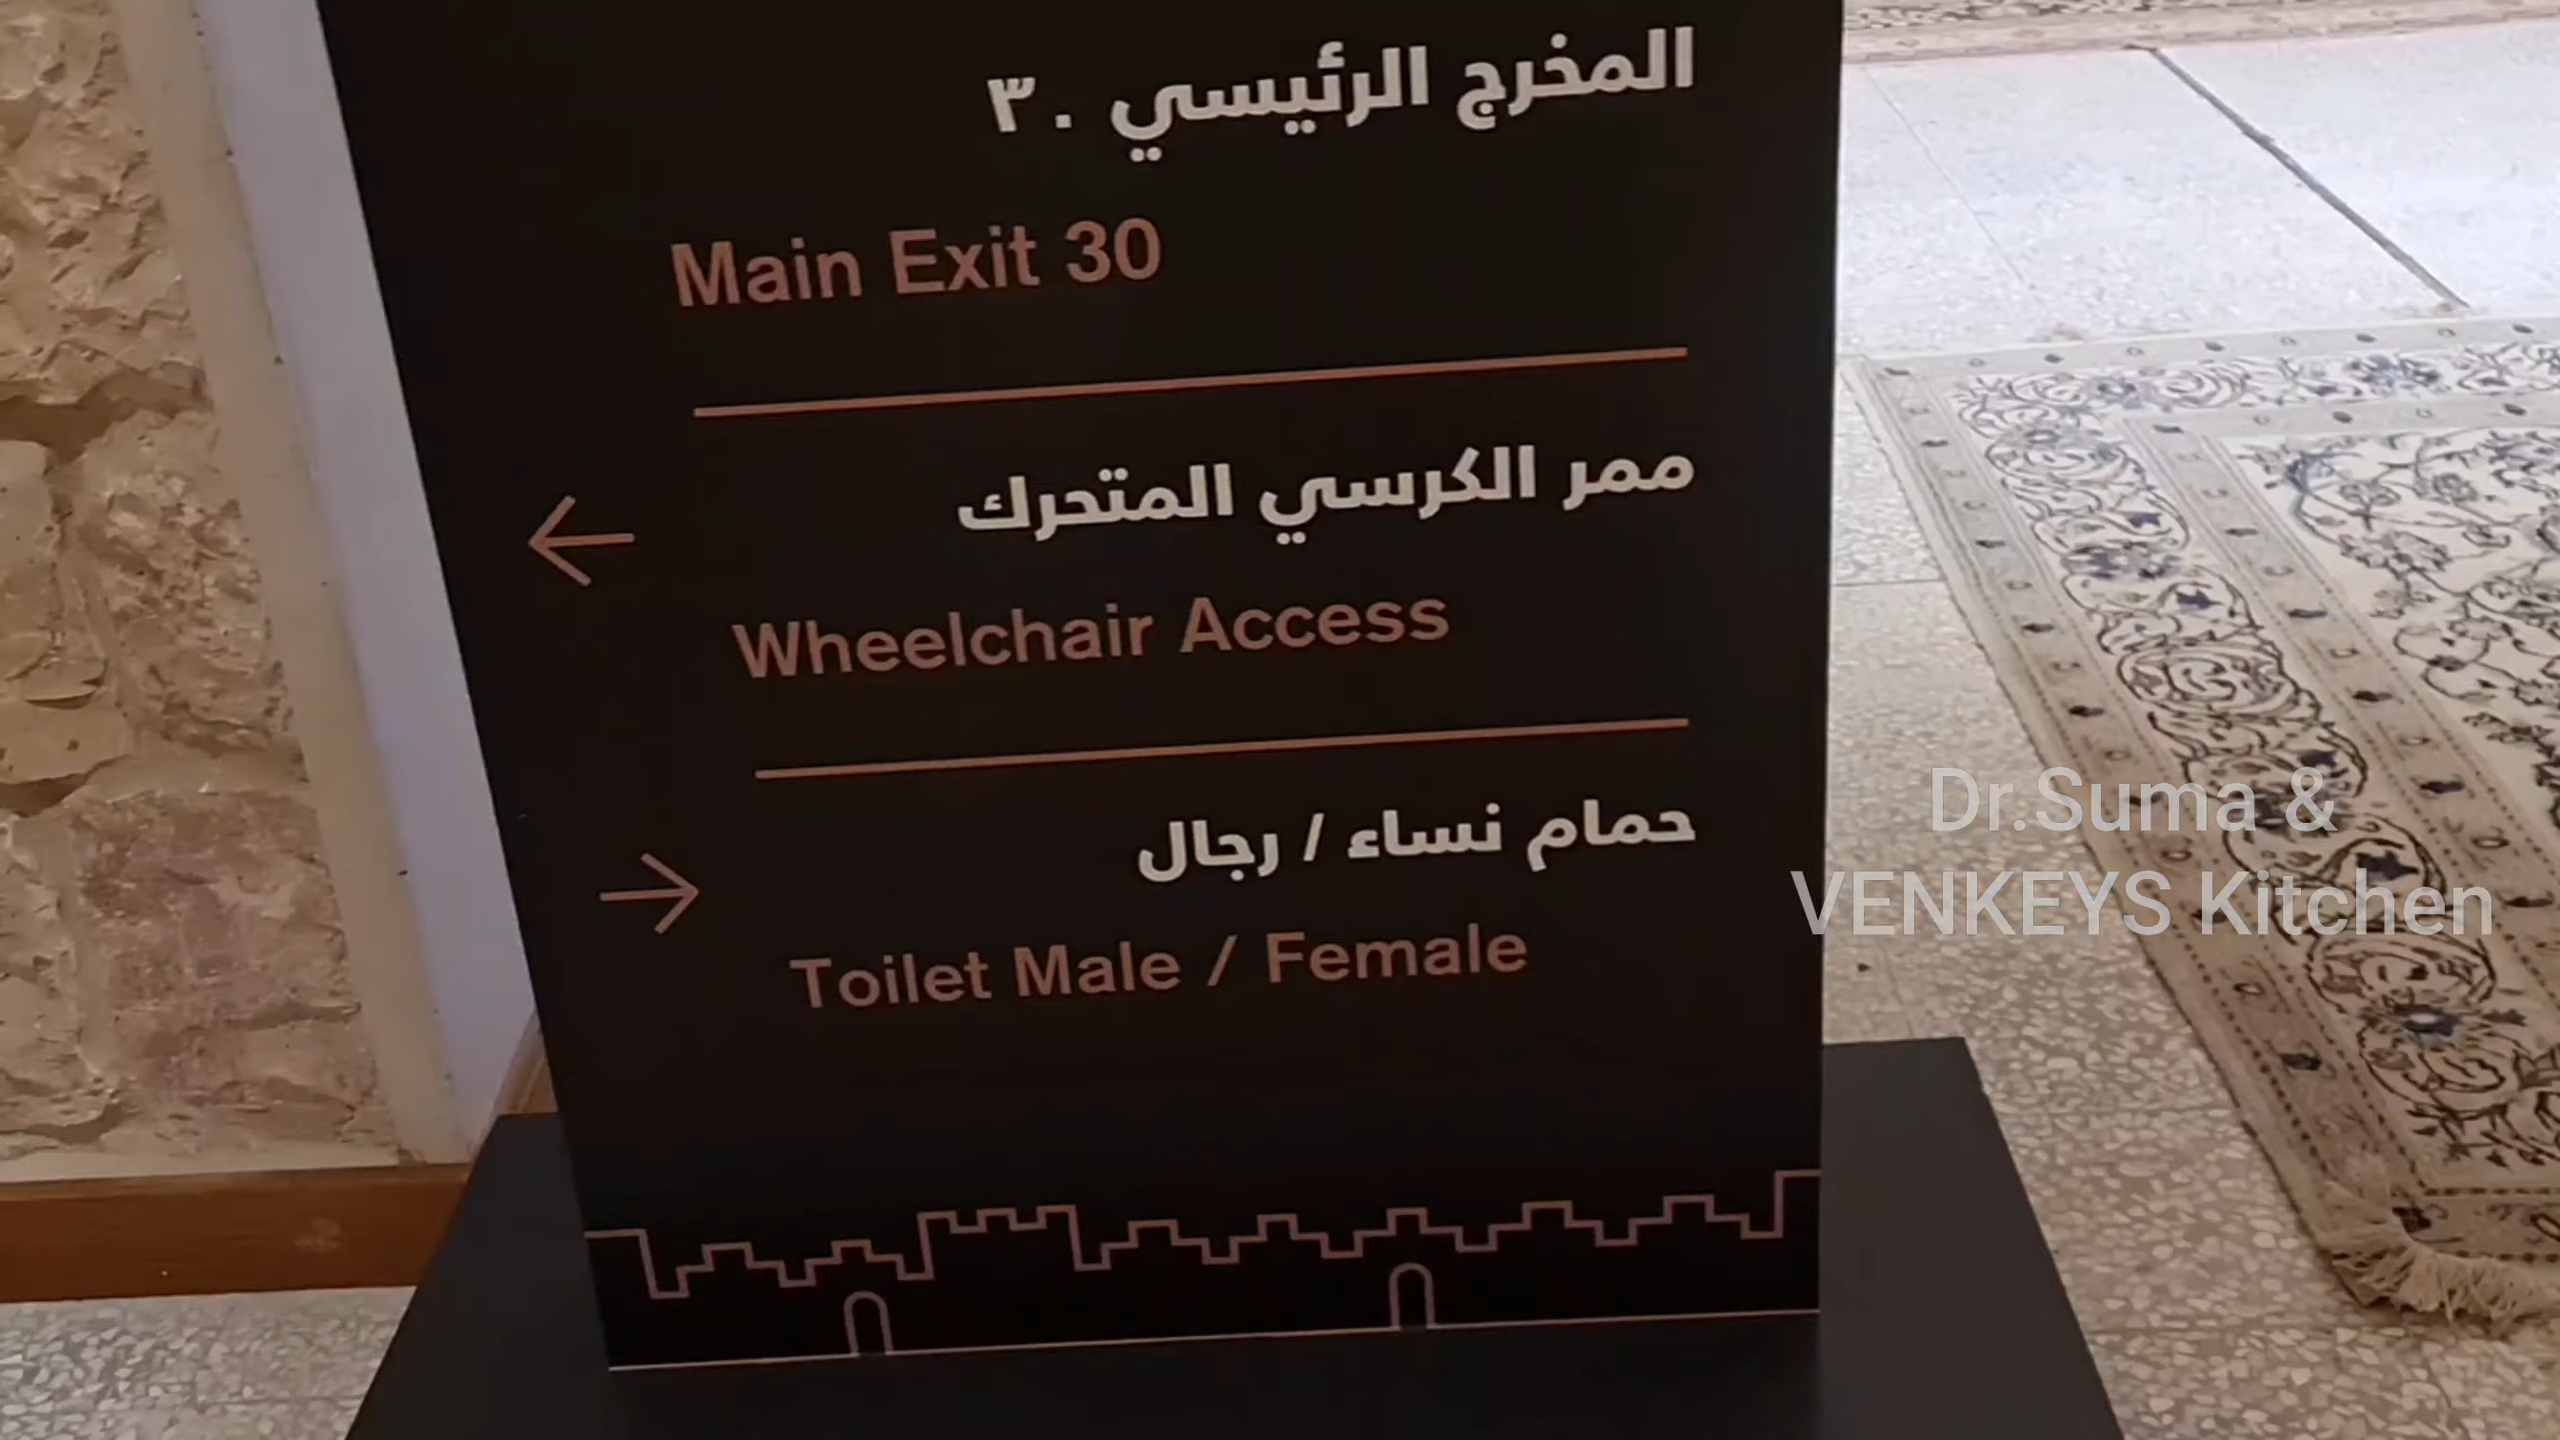 المخرج الرئيسي ٣٠
Main Exit 30
ممر الكرسي المتحرك
Wheelchair Access
حمام نساء / رجال
Toilet Male / Female
Dr.Suma &
VENKEYS Kitchen